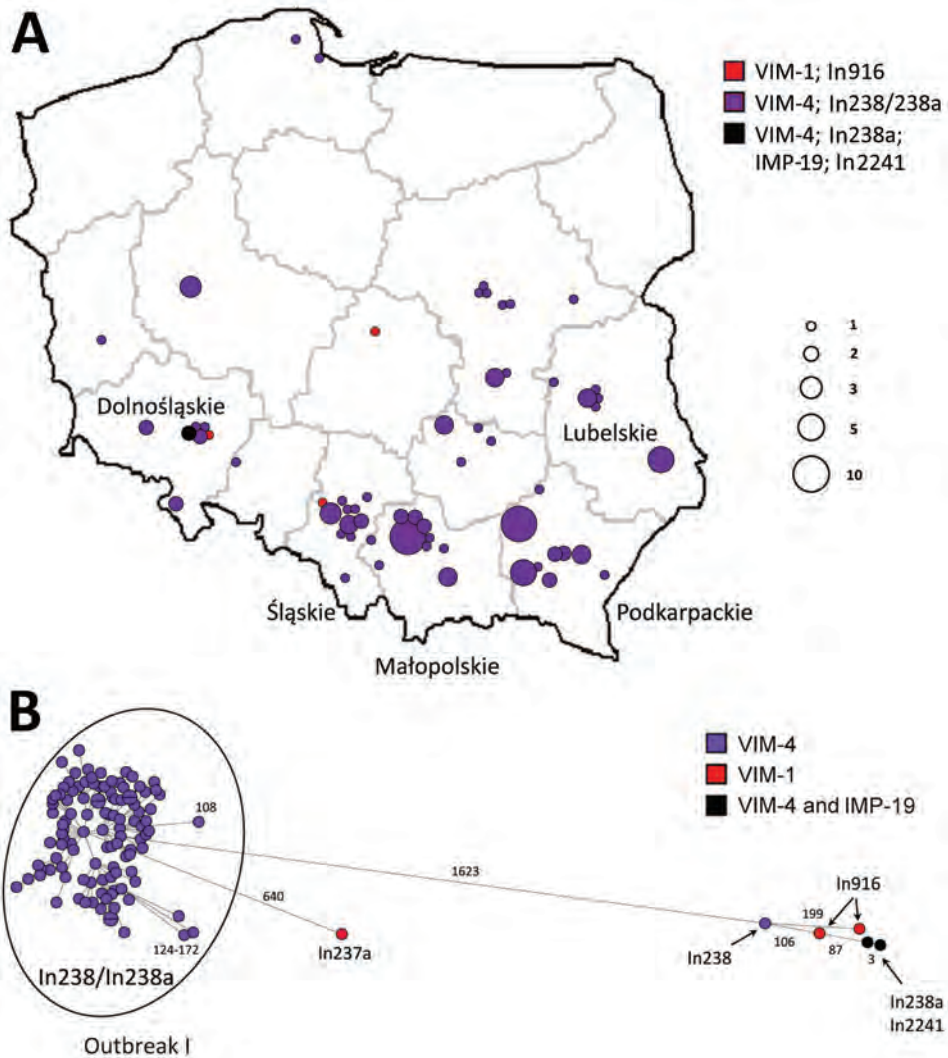 A
VIM-1; In916
VIM-4; In238/238a
VIM-4; In238a;
IMP-19; In2241
1
2
3
5
10
Dolnośląskie
Lubelskie
Śląskie
Podkarpackie
Małopolskie
B
VIM-4
VIM-1
VIM-4 and IMP-19
108
1623
640
In916
199
124-172
In237a
In238
106
87
3
In238/In238a
In238a
In2241
Outbreak I